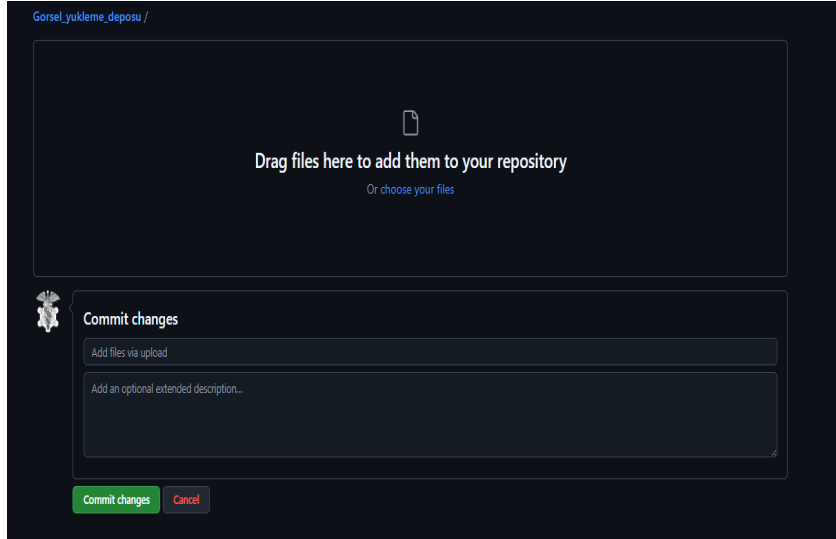 Gorsel_yukleme_deposu /
Drag files here to add them to your repository
Or choose your files
Commit changes
Add files via upload
Add an optional extended description...
Commit changes
Cancel